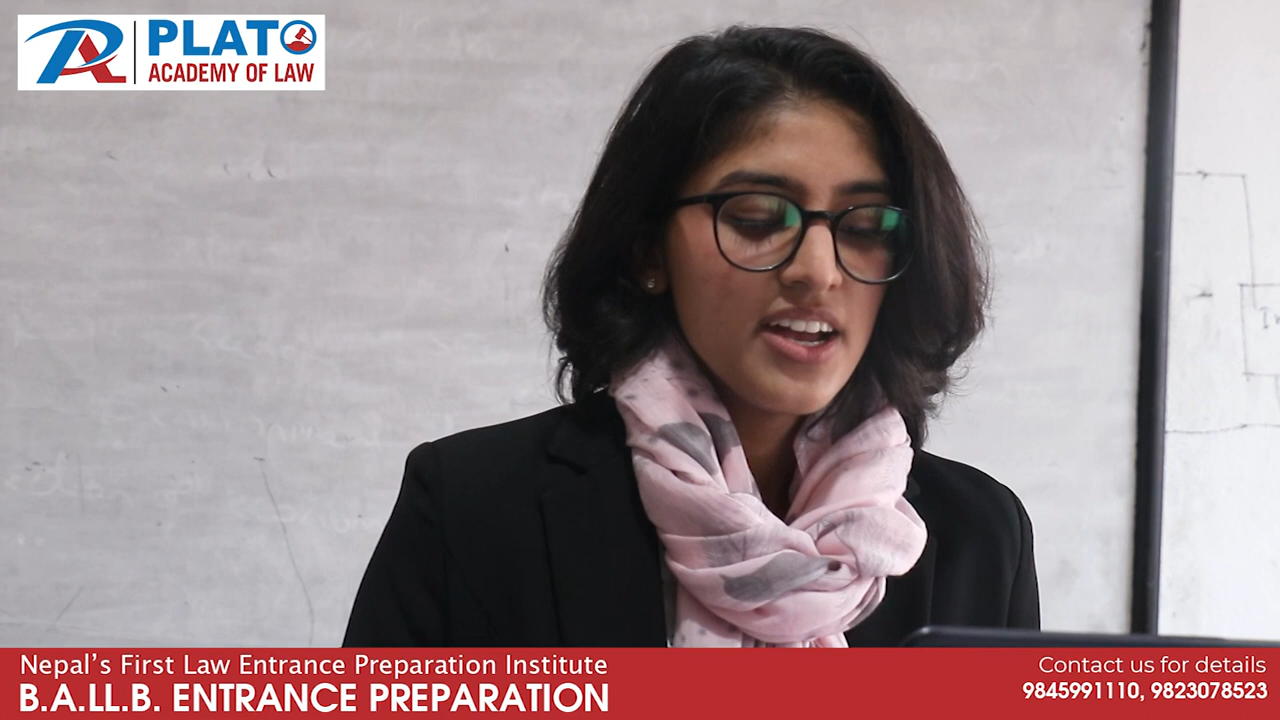 PLATO
ACADEMY OF LAW
Nepal's First Law Entrance Preparation Institute
B.A.LL.B. ENTRANCE PREPARATION
Contact us for details
9845991110, 9823078523